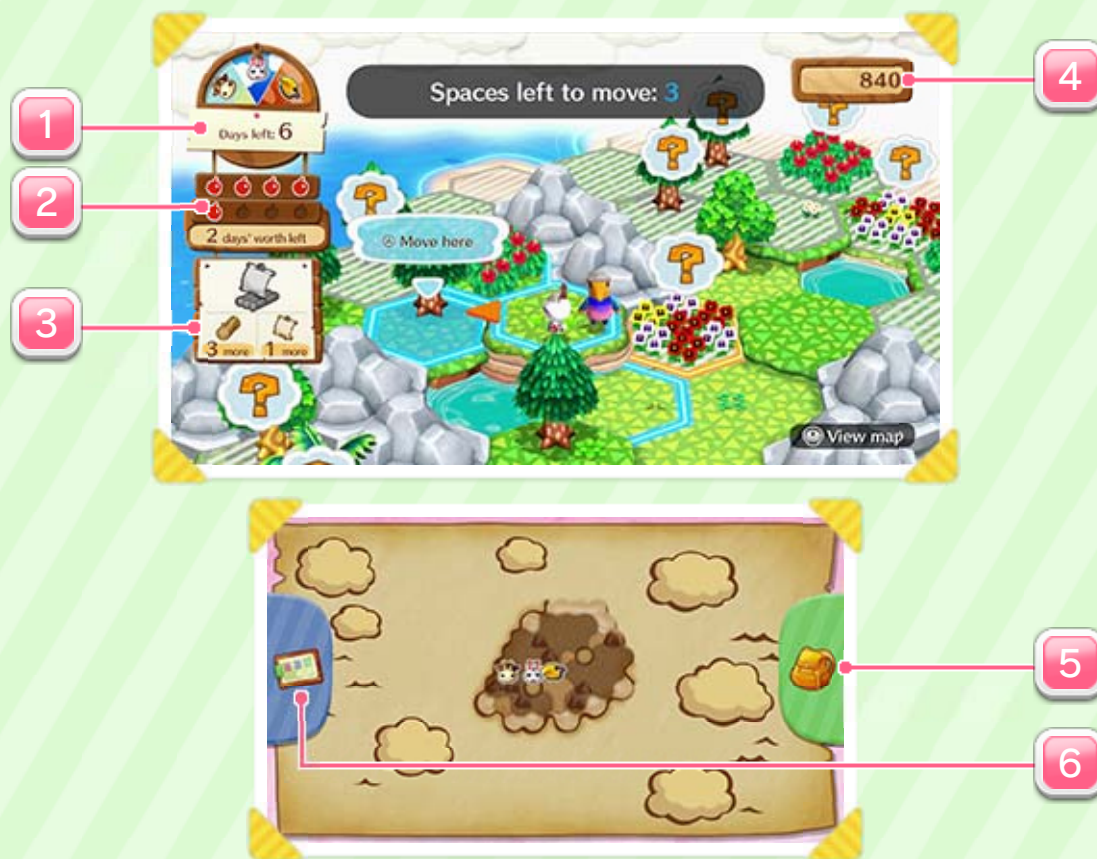 Spaces left to move: 3
840
4
1
Days left: 6
2
2 days' worth left
Ⓐ Move here
3
3 more
1 more
View map
5
6